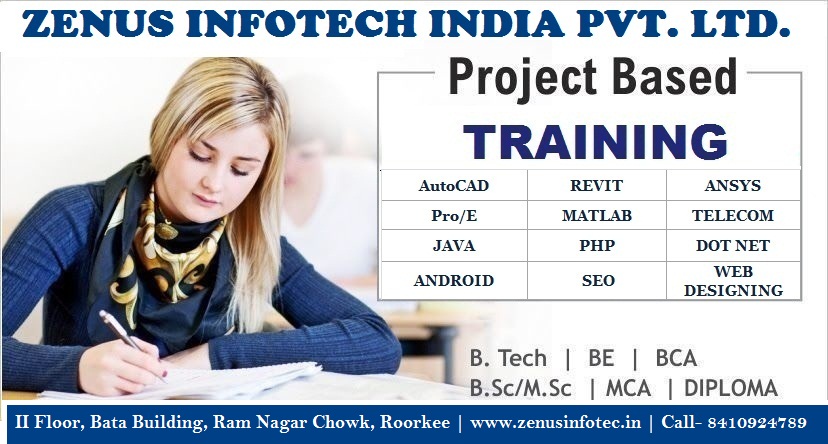 ZENUS INFOTECH INDIA PVT. LTD.
Project Based
TRAINING
AutoCAD REVIT ANSYS
Pro/E MATLAB TELECOM
JAVA PHP DOT NET
ANDROID SEO WEB DESIGNING
B. Tech | BE | BCA
B.Sc/M.Sc | MCA | DIPLOMA
II Floor, Bata Building, Ram Nagar Chowk, Roorkee | www.zenusinfotec.in | Call- 8410924789